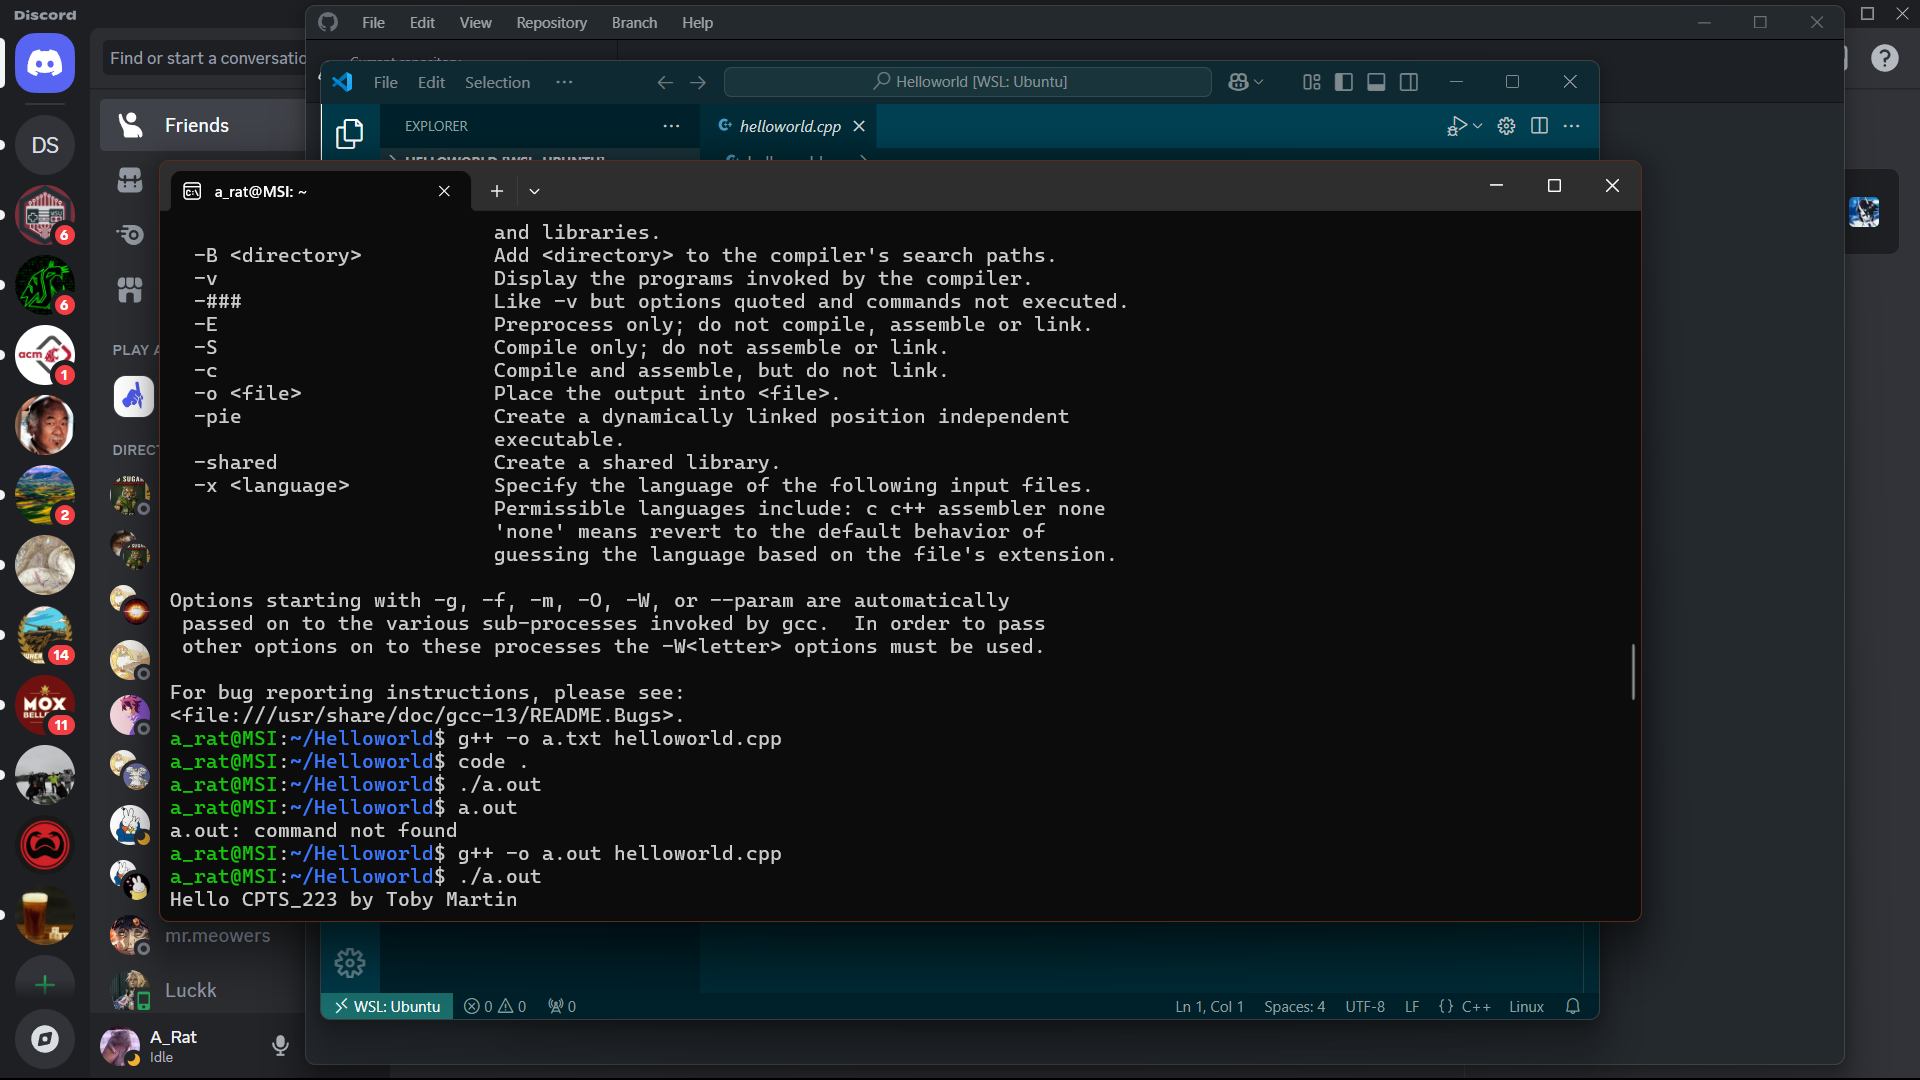 Discord
File Edit View Repository Branch Help
Find or start a conversatio
File Edit Selection ···
Helloworld [WSL: Ubuntu]
DS
Friends
EXPLORER ···
helloworld.cpp
a_rat@MSI: ~
and libraries.
-B <directory> Add <directory> to the compiler's search paths.
-v Display the programs invoked by the compiler.
-### Like -v but options quoted and commands not executed.
-E Preprocess only; do not compile, assemble or link.
-S Compile only; do not assemble or link.
-c Compile and assemble, but do not link.
-o <file> Place the output into <file>.
-pie Create a dynamically linked position independent
executable.
-shared Create a shared library.
-x <language> Specify the language of the following input files.
Permissible languages include: c c++ assembler none
'none' means revert to the default behavior of
guessing the language based on the file's extension.
Options starting with -g, -f, -m, -O, -W, or --param are automatically
passed on to the various sub-processes invoked by gcc.  In order to pass
other options on to these processes the -W<letter> options must be used.
For bug reporting instructions, please see:
<file:///usr/share/doc/gcc-13/README.Bugs>.
a_rat@MSI:~/Helloworld$ g++ -o a.txt helloworld.cpp
a_rat@MSI:~/Helloworld$ code .
a_rat@MSI:~/Helloworld$ ./a.out
a_rat@MSI:~/Helloworld$ a.out
a.out: command not found
a_rat@MSI:~/Helloworld$ g++ -o a.out helloworld.cpp
a_rat@MSI:~/Helloworld$ ./a.out
Hello CPTS_223 by Toby Martin
PLAY A
DIREC
6
6
acm
1
2
14
MOX
11
mr.meowers
Luckk
A_Rat
Idle
WSL: Ubuntu 0 0 0
Ln 1, Col 1 Spaces: 4 UTF-8 LF {} C++ Linux